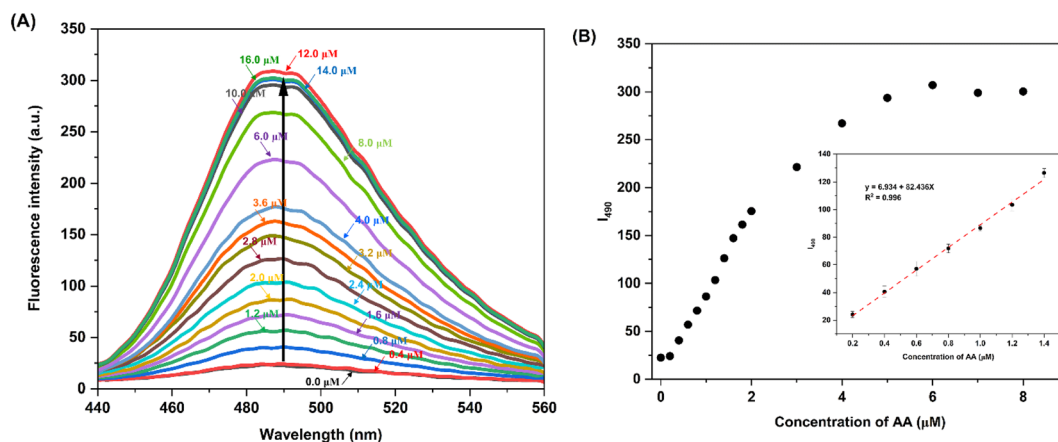 (A)
350
300
250
200
150
100
50
0
Fluorescence intensity (a.u.)
16.0 μM
12.0 μM
14.0 μM
10.0 μM
8.0 μM
6.0 μM
3.6 μM
4.0 μM
2.8 μM
3.2 μM
2.0 μM
2.4 μM
1.2 μM
1.6 μM
0.8 μM
0.4 μM
0.0 μM
440 460 480 500 520 540 560
Wavelength (nm)
(B)
350
300
250
200
150
100
50
0
I490
0 2 4 6 8
Concentration of AA (μM)
140
120
100
80
60
40
20
y = 6.934 + 82.436X
R² = 0.996
0.2 0.4 0.6 0.8 1.0 1.2 1.4
Concentration of AA (μM)